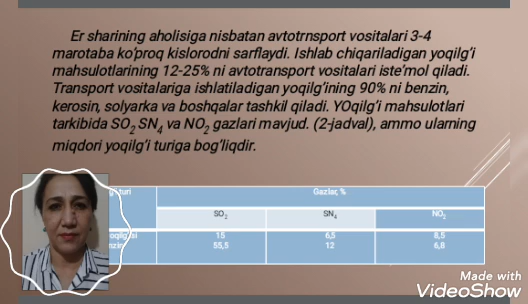 Er sharining aholisiga nisbatan avtotrnsport vositalari 3-4
marotaba ko'proq kislorodni sarflaydi. Ishlab chiqariladigan yoqilg'i
mahsulotlarining 12-25% ni avtotransport vositalari iste'mol qiladi.
Transport vositalariga ishlatiladigan yoqilg'ining 90% ni benzin,
kerosin, solyarka va boshqalar tashkil qiladi. YOqilg'i mahsulotlari
tarkibida SO₂ SN₄ va NO₂ gazlari mavjud. (2-jadval), ammo ularning
miqdori yoqilg'i turiga bog'liqdir.
turi Gazlar, %
SO₂ SN₄ NO₂
15 6,5 8,5
55,5 12 6,8
Made with
VideoShow